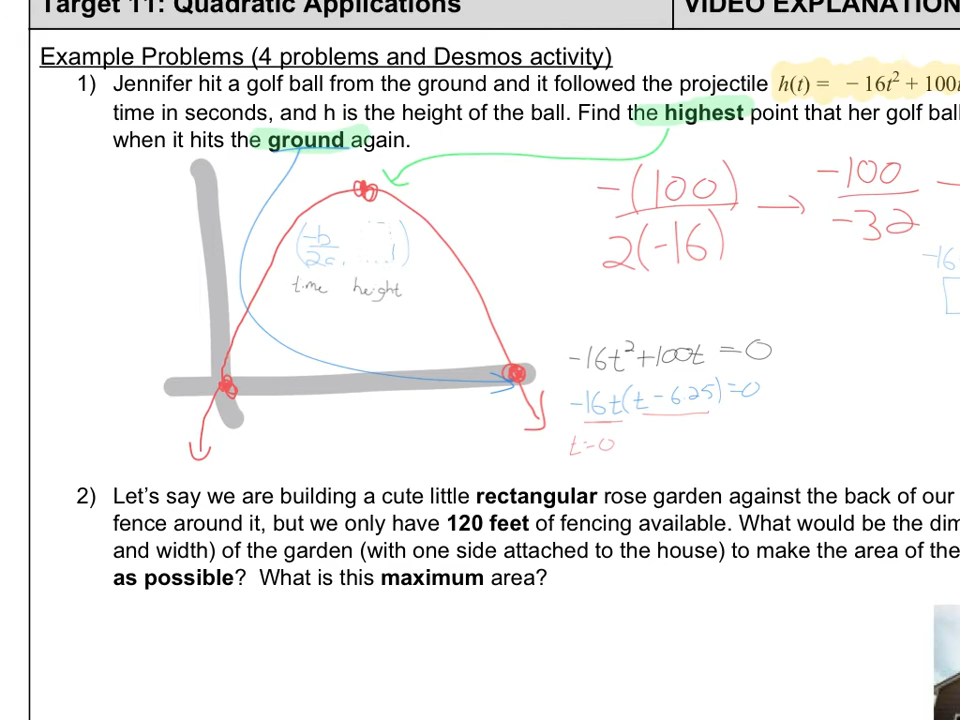 Target 11: Quadratic Applications
VIDEO EXPLANATION
Example Problems (4 problems and Desmos activity)
1) Jennifer hit a golf ball from the ground and it followed the projectile h(t) = − 16t² + 100t
time in seconds, and h is the height of the ball. Find the highest point that her golf ball
when it hits the ground again.
-(100)
2(-16)
→
-100
-32
-16
(-b
2a,
)
time height
-16t²+100t = 0
-16t(t - 6.25)=0
t=0
2) Let’s say we are building a cute little rectangular rose garden against the back of our
fence around it, but we only have 120 feet of fencing available. What would be the dim
and width) of the garden (with one side attached to the house) to make the area of the
as possible? What is this maximum area?